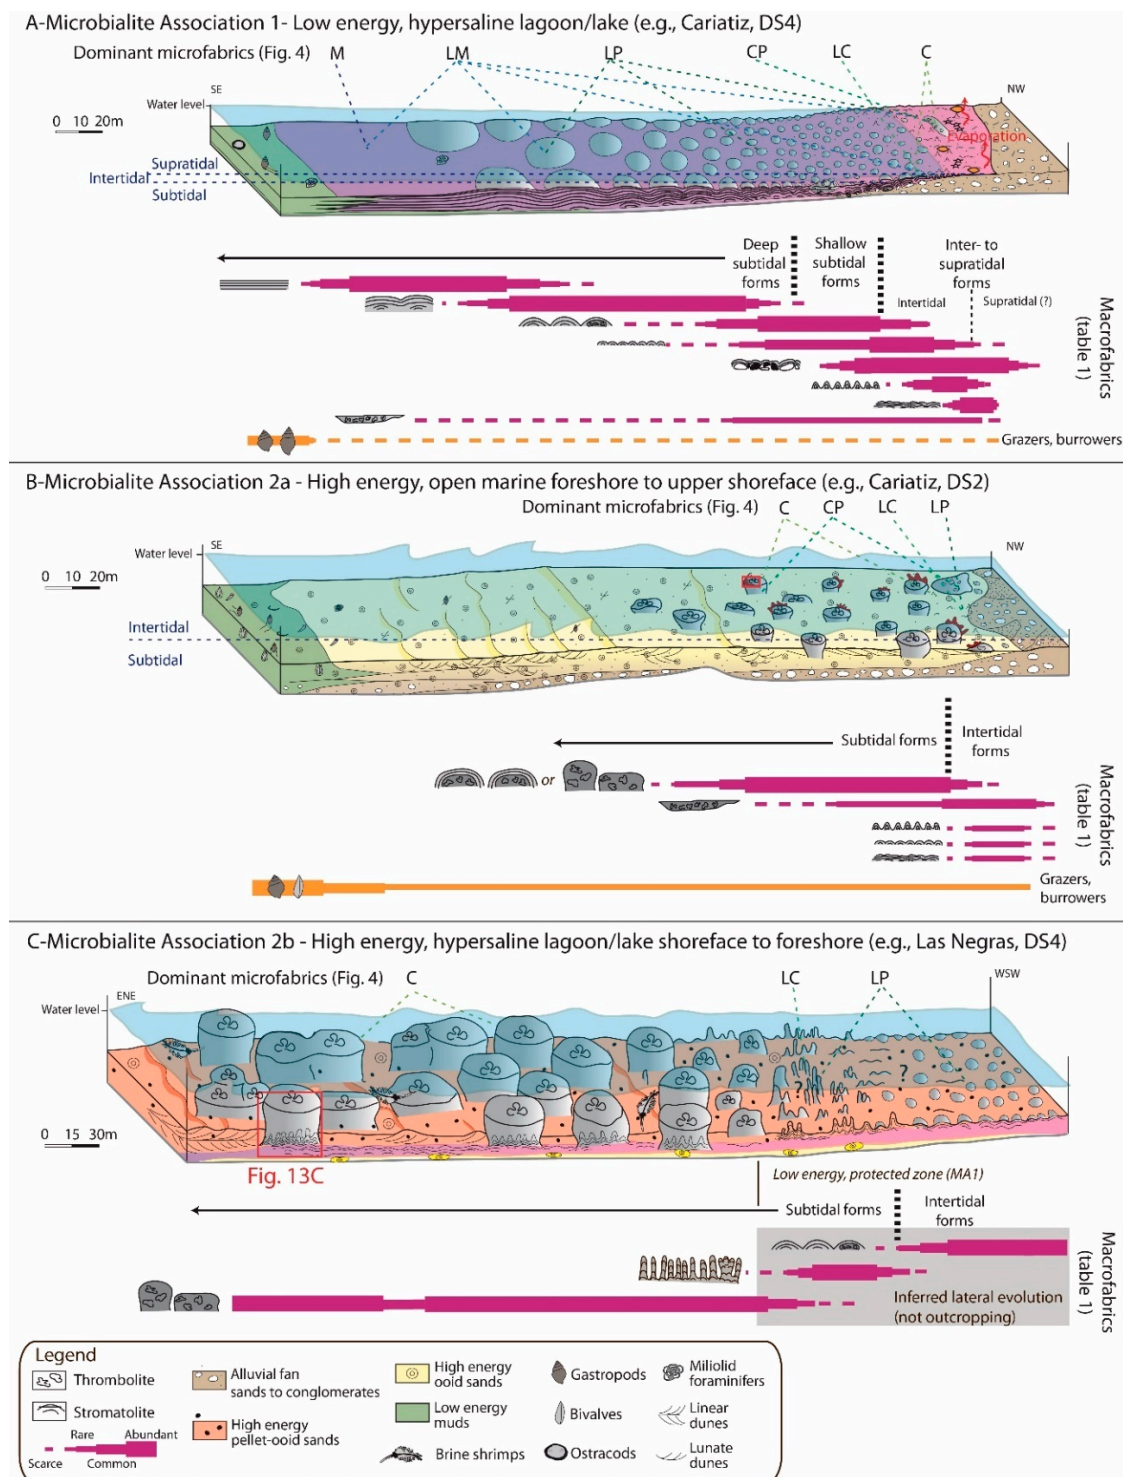 A-Microbialite Association 1- Low energy, hypersaline lagoon/lake (e.g., Cariatiz, DS4)
Dominant microfabrics (Fig. 4) M LM LP CP LC C
SE
NW
Water level
0 10 20m
Evaporation
Supratidal
Intertidal
Subtidal
Deep subtidal forms
Shallow subtidal forms
Inter- to supratidal forms
Intertidal
Supratidal (?)
Macrofabrics (table 1)
Grazers, burrowers
B-Microbialite Association 2a - High energy, open marine foreshore to upper shoreface (e.g., Cariatiz, DS2)
Dominant microfabrics (Fig. 4) C CP LC LP
SE
NW
Water level
0 10 20m
Intertidal
Subtidal
Subtidal forms
Intertidal forms
or
Macrofabrics (table 1)
Grazers, burrowers
C-Microbialite Association 2b - High energy, hypersaline lagoon/lake shoreface to foreshore (e.g., Las Negras, DS4)
Dominant microfabrics (Fig. 4) C LC LP
ENE
WSW
Water level
? ?
0 15 30m
Fig. 13C
Low energy, protected zone (MA1)
Subtidal forms
Intertidal forms
Macrofabrics (table 1)
Inferred lateral evolution
(not outcropping)
Legend
Thrombolite
Stromatolite
Rare Abundant
Scarce Common
Alluvial fan
sands to conglomerates
High energy
pellet-ooid sands
High energy
ooid sands
Low energy
muds
Brine shrimps
Gastropods
Bivalves
Ostracods
Miliolid
foraminifers
Linear
dunes
Lunate
dunes